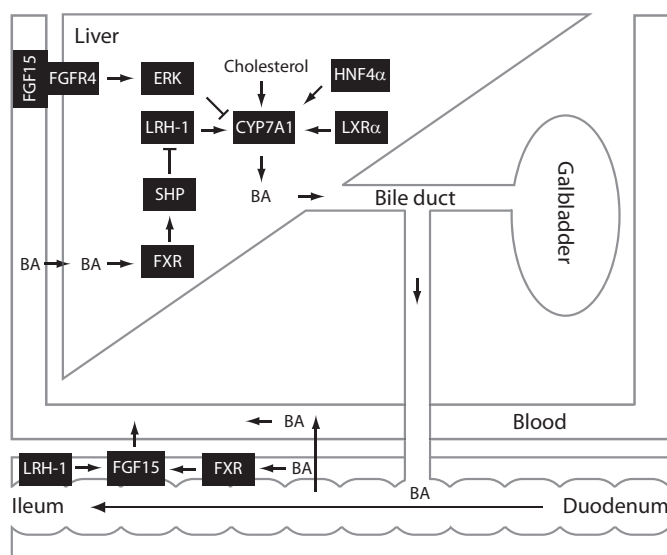 Liver
FGF15
FGFR4
ERK
Cholesterol
HNF4α
LRH-1
CYP7A1
LXRα
SHP
BA
Bile duct
Galbladder
BA
BA
FXR
BA
Blood
LRH-1
FGF15
FXR
BA
BA
Ileum
Duodenum